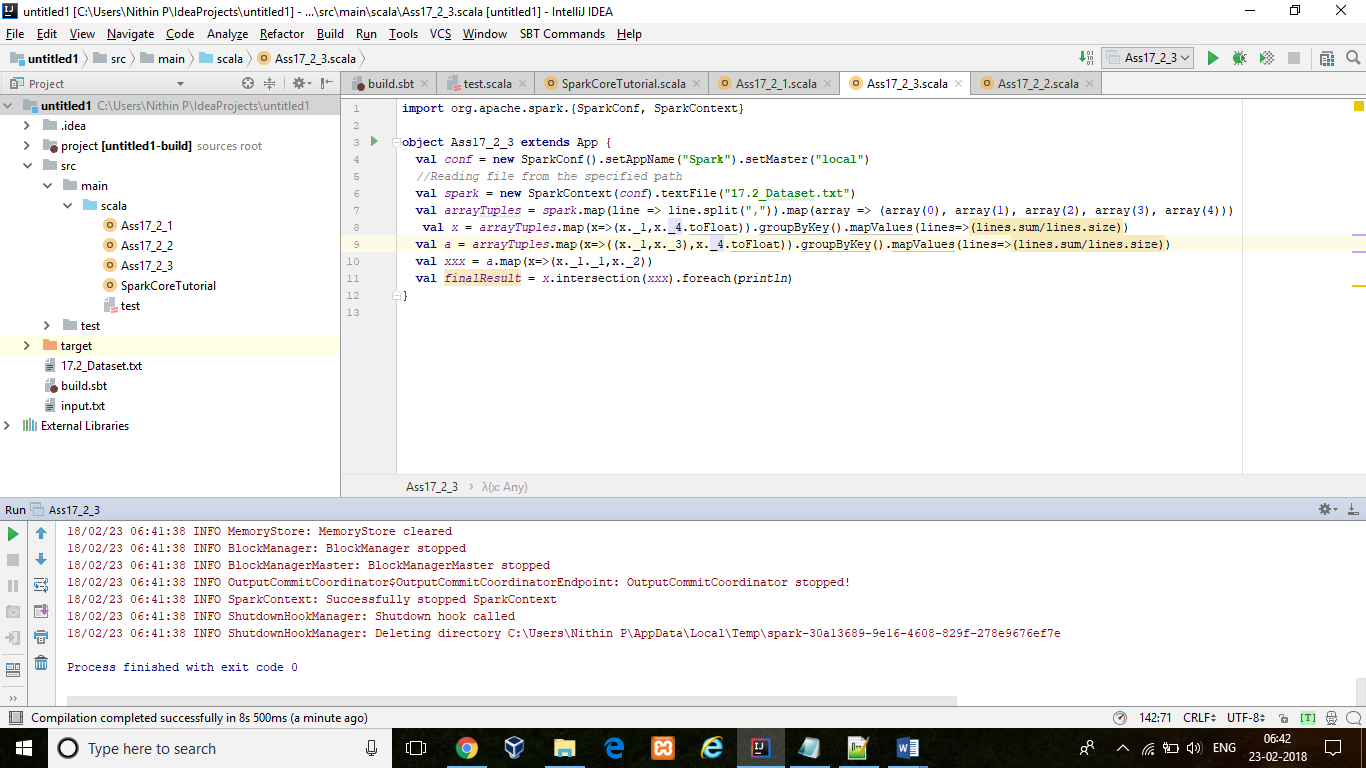 untitled1 [C:\Users\Nithin P\IdeaProjects\untitled1] - ...\src\main\scala\Ass17_2_3.scala [untitled1] - IntelliJ IDEA
File Edit View Navigate Code Analyze Refactor Build Run Tools VCS Window SBT Commands Help
untitled1 src main scala Ass17_2_3.scala Ass17_2_3
Project build.sbt test.scala SparkCoreTutorial.scala Ass17_2_1.scala Ass17_2_3.scala Ass17_2_2.scala
untitled1 C:\Users\Nithin P\IdeaProjects\untitled1
.idea
project [untitled1-build] sources root
src
main
scala
Ass17_2_1
Ass17_2_2
Ass17_2_3
SparkCoreTutorial
test
test
target
17.2_Dataset.txt
build.sbt
input.txt
External Libraries
1 import org.apache.spark.{SparkConf, SparkContext}
2
3 object Ass17_2_3 extends App {
4 val conf = new SparkConf().setAppName("Spark").setMaster("local")
5 //Reading file from the specified path
6 val spark = new SparkContext(conf).textFile("17.2_Dataset.txt")
7 val arrayTuples = spark.map(line => line.split(",")).map(array => (array(0), array(1), array(2), array(3), array(4)))
8 val x = arrayTuples.map(x=>(x._1,x._4.toFloat)).groupByKey().mapValues(lines=>(lines.sum/lines.size))
9 val a = arrayTuples.map(x=>((x._1,x._3),x._4.toFloat)).groupByKey().mapValues(lines=>(lines.sum/lines.size))
10 val xxx = a.map(x=>(x._1._1,x._2))
11 val finalResult = x.intersection(xxx).foreach(println)
12 }
13
Ass17_2_3 λ(x: Any)
Run Ass17_2_3
18/02/23 06:41:38 INFO MemoryStore: MemoryStore cleared
18/02/23 06:41:38 INFO BlockManager: BlockManager stopped
18/02/23 06:41:38 INFO BlockManagerMaster: BlockManagerMaster stopped
18/02/23 06:41:38 INFO OutputCommitCoordinator$OutputCommitCoordinatorEndpoint: OutputCommitCoordinator stopped!
18/02/23 06:41:38 INFO SparkContext: Successfully stopped SparkContext
18/02/23 06:41:38 INFO ShutdownHookManager: Shutdown hook called
18/02/23 06:41:38 INFO ShutdownHookManager: Deleting directory C:\Users\Nithin P\AppData\Local\Temp\spark-30a13689-9e16-4608-829f-278e9676ef7e
Process finished with exit code 0
Compilation completed successfully in 8s 500ms (a minute ago) 142:71 CRLF UTF-8 [T]
Type here to search ENG 06:42
23-02-2018